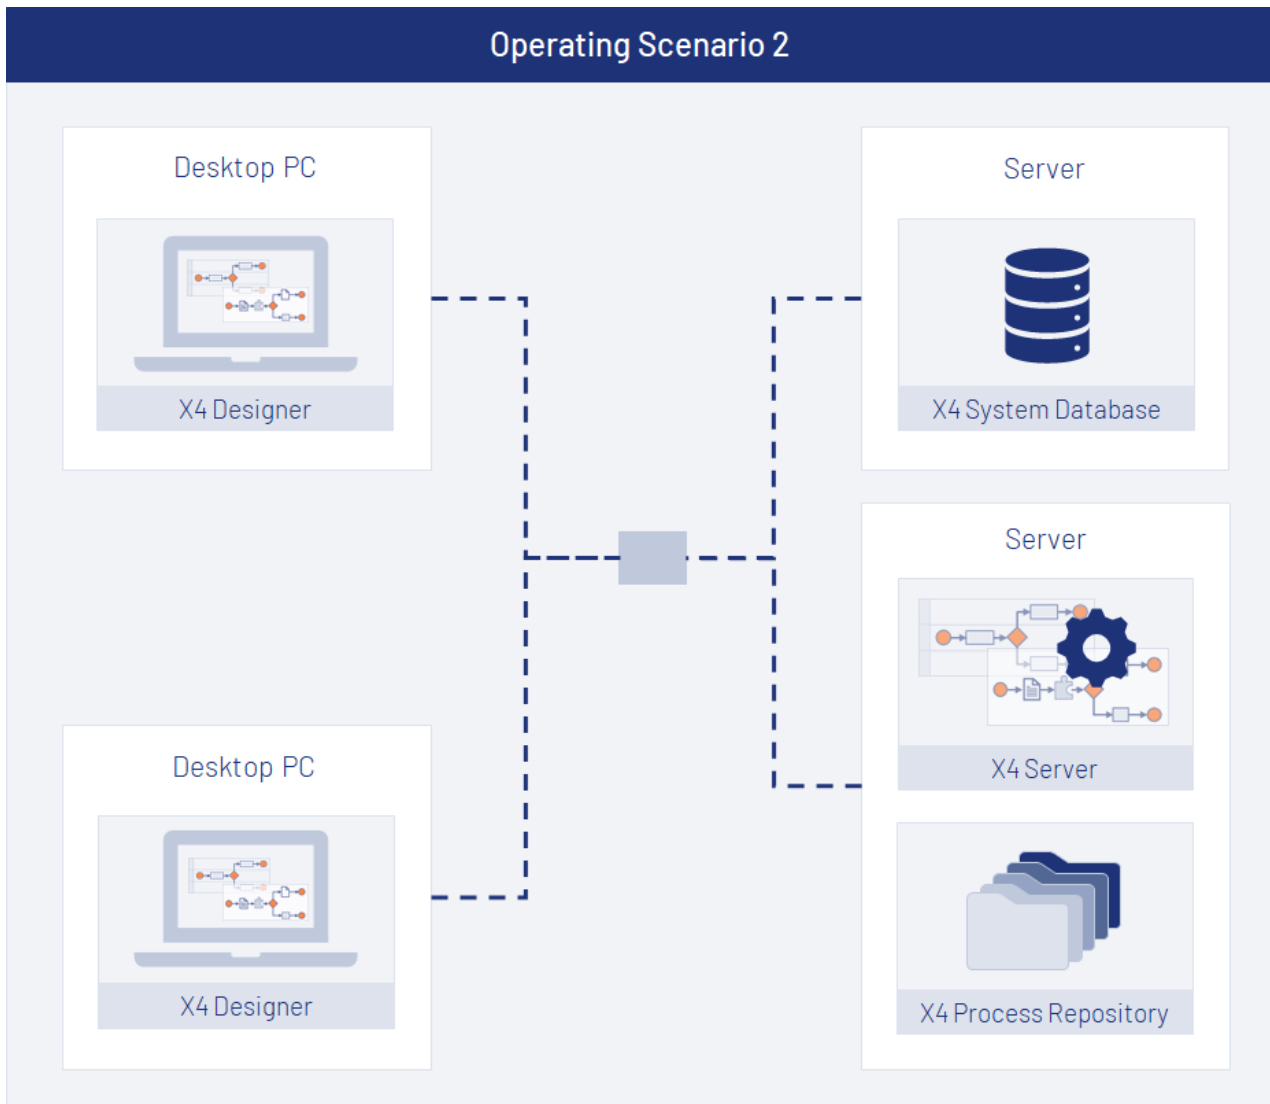 Operating Scenario 2
Desktop PC
X4 Designer
Server
X4 System Database
Server
X4 Server
X4 Process Repository
Desktop PC
X4 Designer